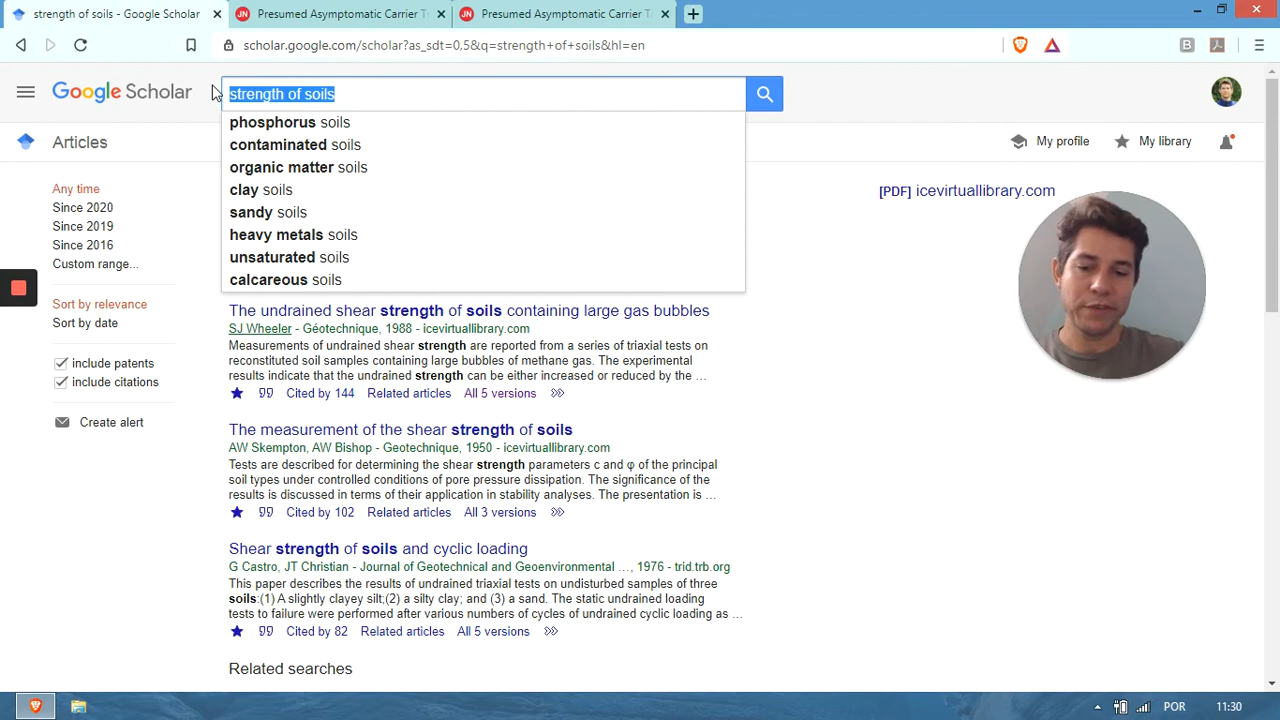 strength of soils - Google Scholar
Presumed Asymptomatic Carrier T
Presumed Asymptomatic Carrier Ta
scholar.google.com/scholar?as_sdt=0,5&q=strength+of+soils&hl=en
Google Scholar
strength of soils
phosphorus soils
contaminated soils
organic matter soils
clay soils
sandy soils
heavy metals soils
unsaturated soils
calcareous soils
Articles
My profile
My library
Any time
Since 2020
Since 2019
Since 2016
Custom range...
Sort by relevance
Sort by date
include patents
include citations
Create alert
[PDF] icevirtuallibrary.com
The undrained shear strength of soils containing large gas bubbles
SJ Wheeler - Géotechnique, 1988 - icevirtuallibrary.com
Measurements of undrained shear strength are reported from a series of triaxial tests on
reconstituted soil samples containing large bubbles of methane gas. The experimental
results indicate that the undrained strength can be either increased or reduced by the ...
Cited by 144 Related articles All 5 versions
The measurement of the shear strength of soils
AW Skempton, AW Bishop - Geotechnique, 1950 - icevirtuallibrary.com
Tests are described for determining the shear strength parameters c and φ of the principal
soil types under controlled conditions of pore pressure dissipation. The significance of the
results is discussed in terms of their application in stability analyses. The presentation is ...
Cited by 102 Related articles All 3 versions
Shear strength of soils and cyclic loading
G Castro, JT Christian - Journal of Geotechnical and Geoenvironmental ..., 1976 - trid.trb.org
This paper describes the results of undrained triaxial tests on undisturbed samples of three
soils:(1) A slightly clayey silt;(2) a silty clay; and (3) a sand. The static undrained loading
tests to failure were performed after various numbers of cycles of undrained cyclic loading as ...
Cited by 82 Related articles All 5 versions
Related searches
POR
11:30